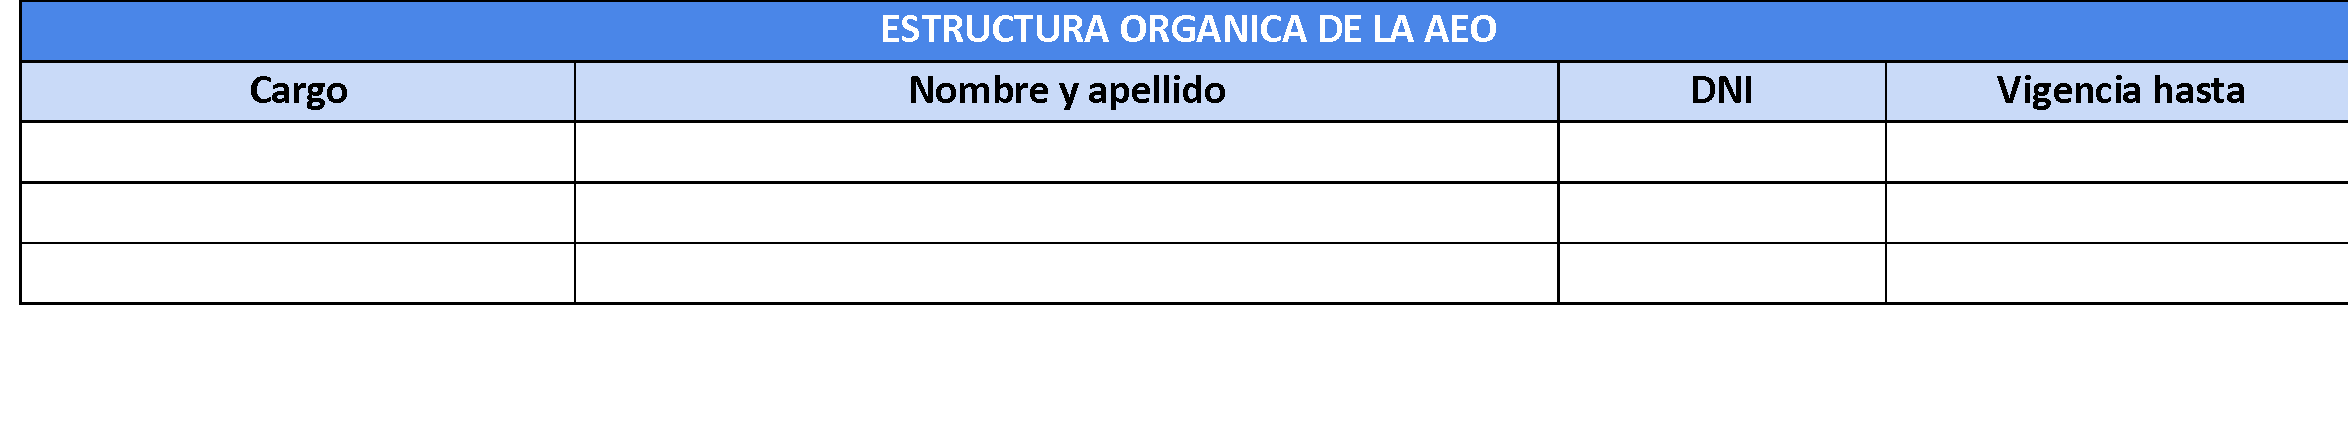 ESTRUCTURA ORGANICA DE LA AEO
Cargo Nombre y apellido DNI Vigencia hasta